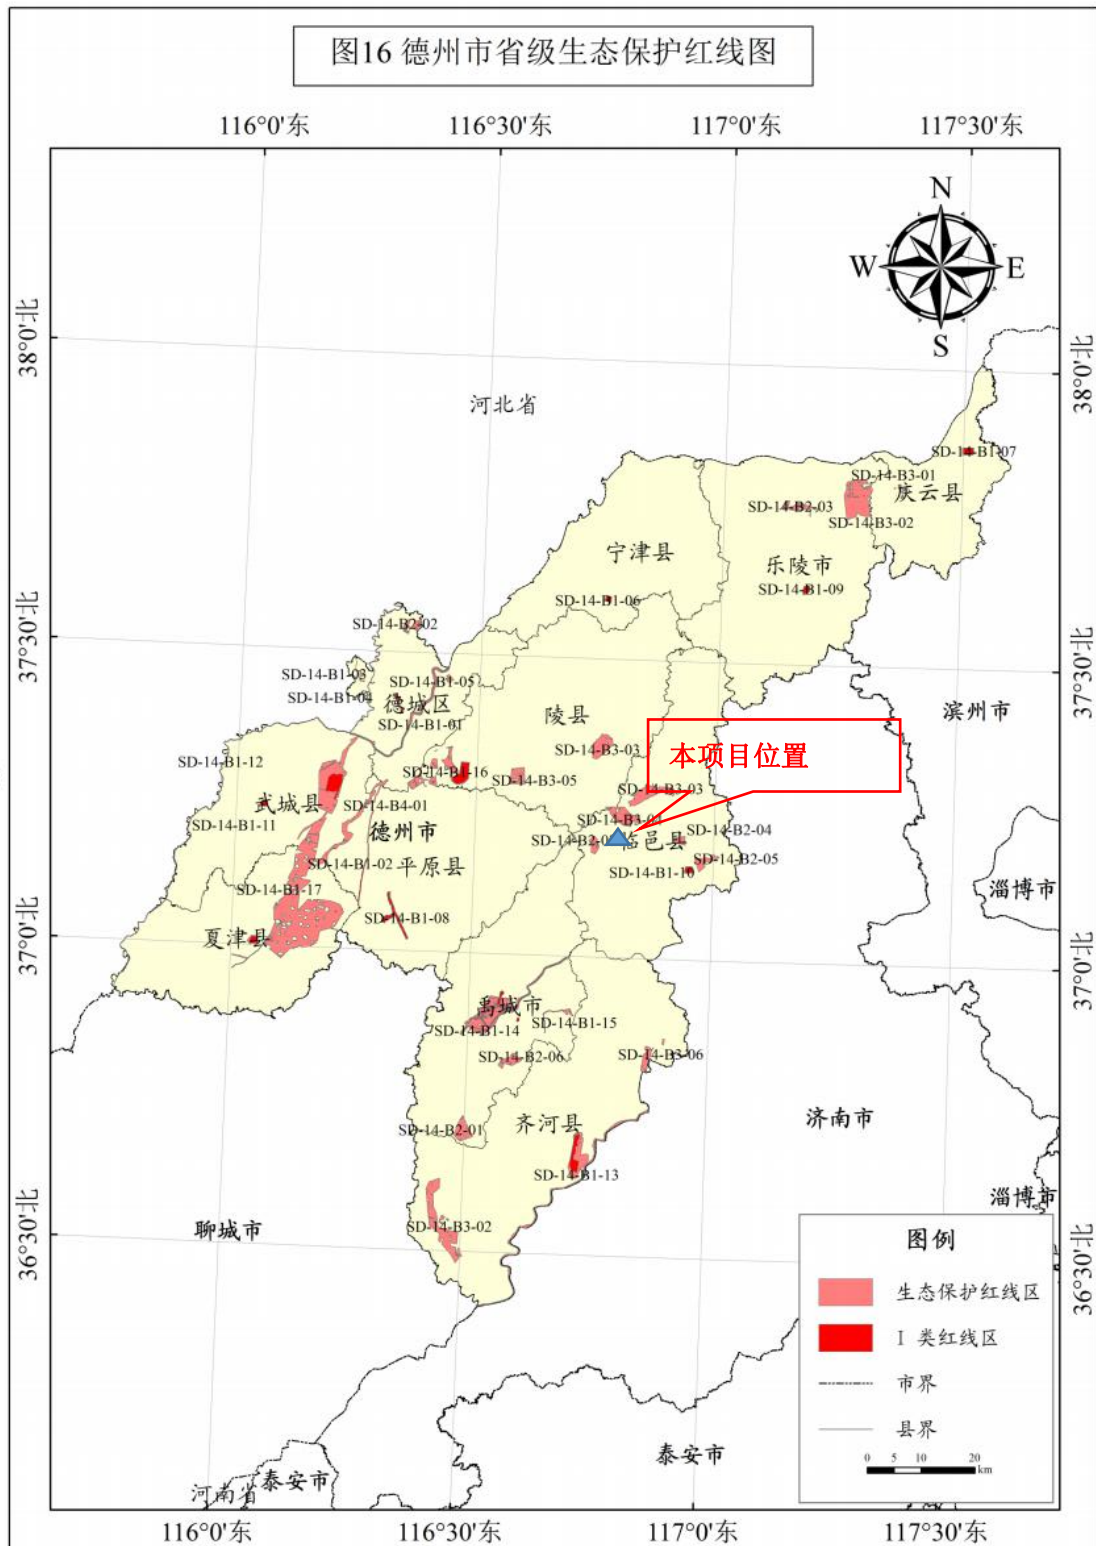 图16 德州市省级生态保护红线图
116°0'东
116°30'东
117°0'东
117°30'东
N
W
E
S
38°0'北
38°0'北
河北省
SD-14-B1-07
SD-14-B3-01
庆云县
SD-14-B2-03
SD-14-B3-02
宁津县
乐陵市
SD-14-B1-09
SD-14-B1-06
37°30'北
37°30'北
SD-14-B2-02
SD-14-B1-03
SD-14-B1-05
SD-14-B1-04
德城区
滨州市
陵县
SD-14-B1-01
SD-14-B3-03
本项目位置
SD-14-B1-12
SD-14-B1-16
SD-14-B3-05
SD-14-B3-03
武城县
SD-14-B4-01
SD-14-B3-04
SD-14-B1-11
德州市
SD-14-B2-0
临邑县
SD-14-B2-04
SD-14-B1-02
平原县
SD-14-B2-05
SD-14-B1-10
SD-14-B1-17
淄博市
SD-14-B1-08
夏津县
37°0'北
37°0'北
禹城市
SD-14-B1-14
SD-14-B1-15
SD-14-B2-06
SD-14-B3-06
齐河县
SD-14-B2-01
济南市
SD-14-B1-13
淄博市
聊城市
SD-14-B3-02
36°30'北
36°30'北
图例
生态保护红线区
Ⅰ 类红线区
市界
县界
0 5 10 20
km
泰安市
泰安市
河南省
116°0'东
116°30'东
117°0'东
117°30'东